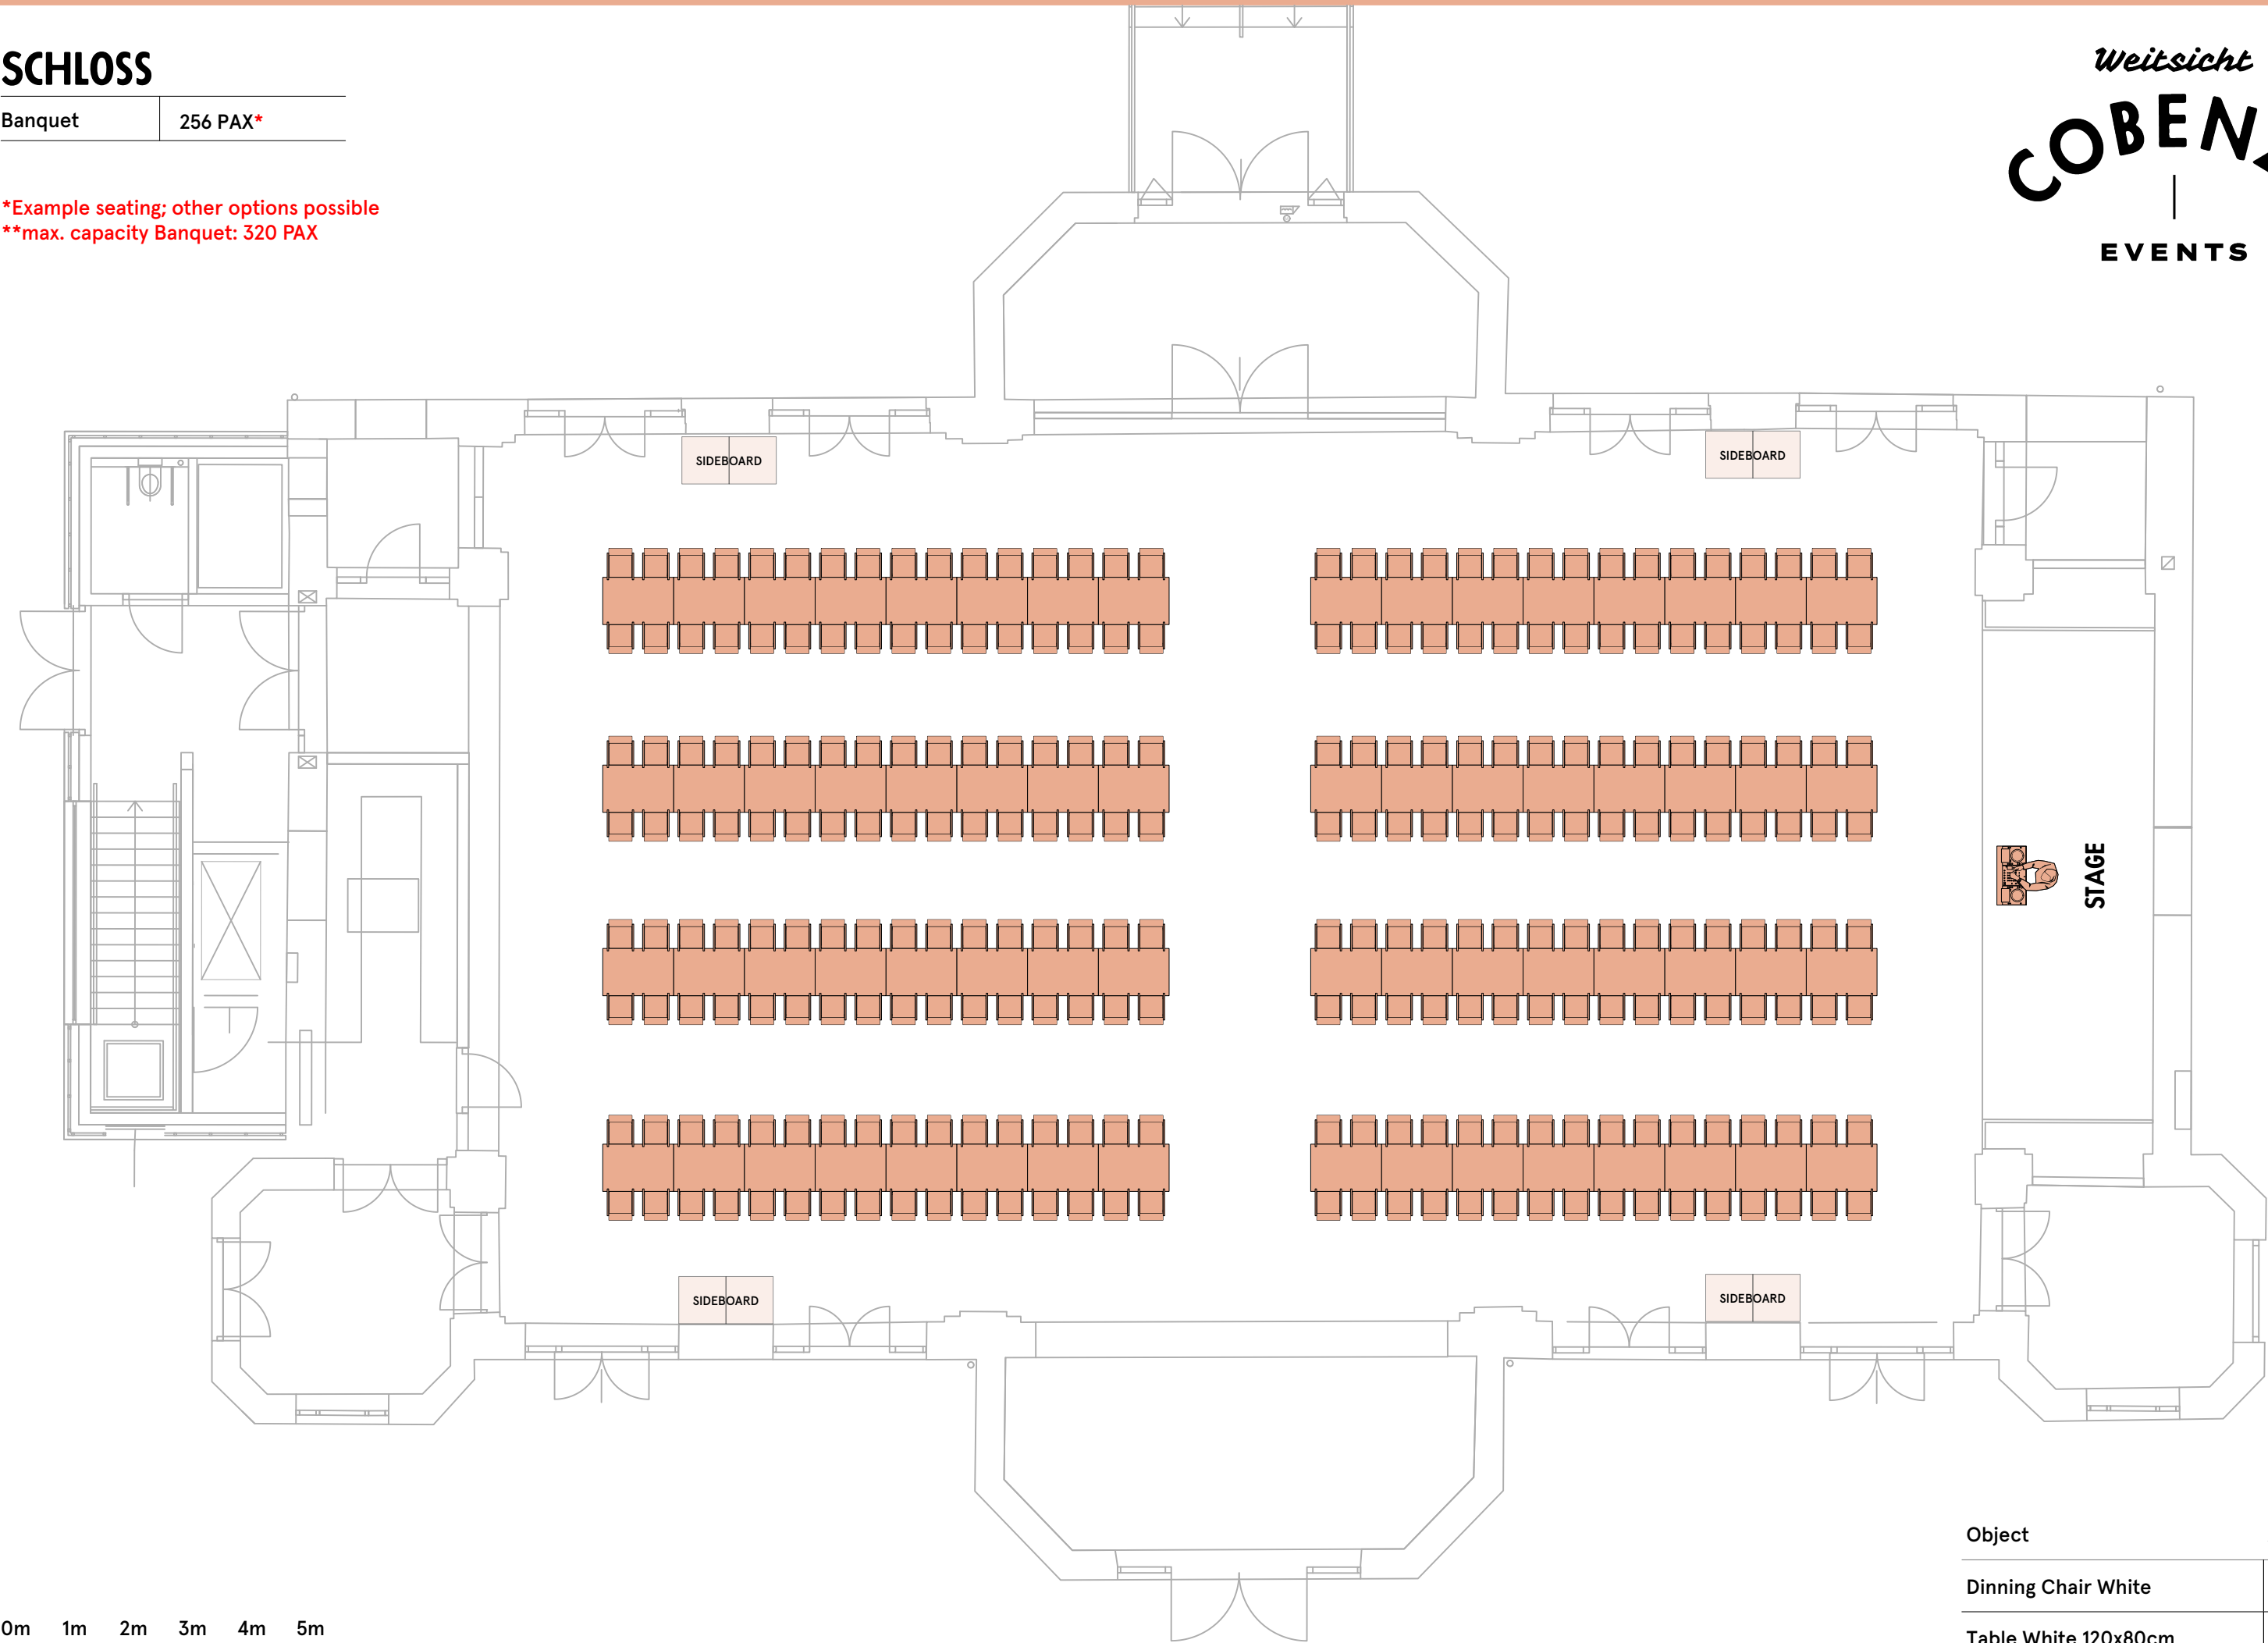 SCHLOSS
Banquet 256 PAX*
*Example seating; other options possible
**max. capacity Banquet: 320 PAX
Weitsicht
COBEN
EVENTS
SIDEBOARD
SIDEBOARD
STAGE
SIDEBOARD
SIDEBOARD
Object
Dinning Chair White
Table White 120x80cm
0m 1m 2m 3m 4m 5m